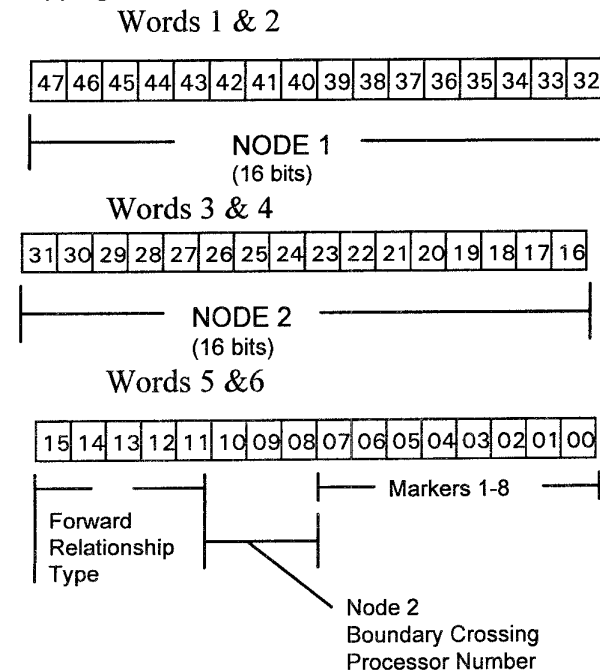 Words 1 & 2
47 46 45 44 43 42 41 40 39 38 37 36 35 34 33 32
NODE 1
(16 bits)
Words 3 & 4
31 30 29 28 27 26 25 24 23 22 21 20 19 18 17 16
NODE 2
(16 bits)
Words 5 &6
15 14 13 12 11 10 09 08 07 06 05 04 03 02 01 00
Markers 1-8
Forward
Relationship
Type
Node 2
Boundary Crossing
Processor Number